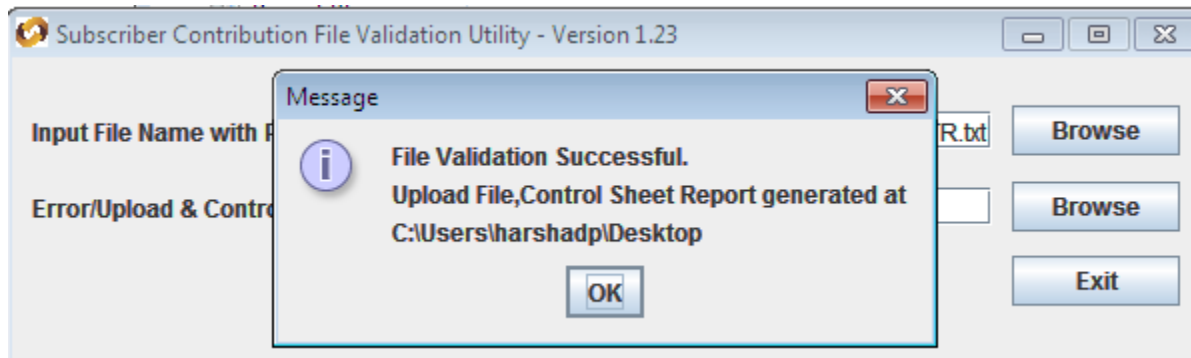 Subscriber Contribution File Validation Utility - Version 1.23
Message
Input File Name with
R.txt
Browse
File Validation Successful.
Upload File,Control Sheet Report generated at
C:\Users\harshadp\Desktop
Error/Upload & Contro
Browse
OK
Exit